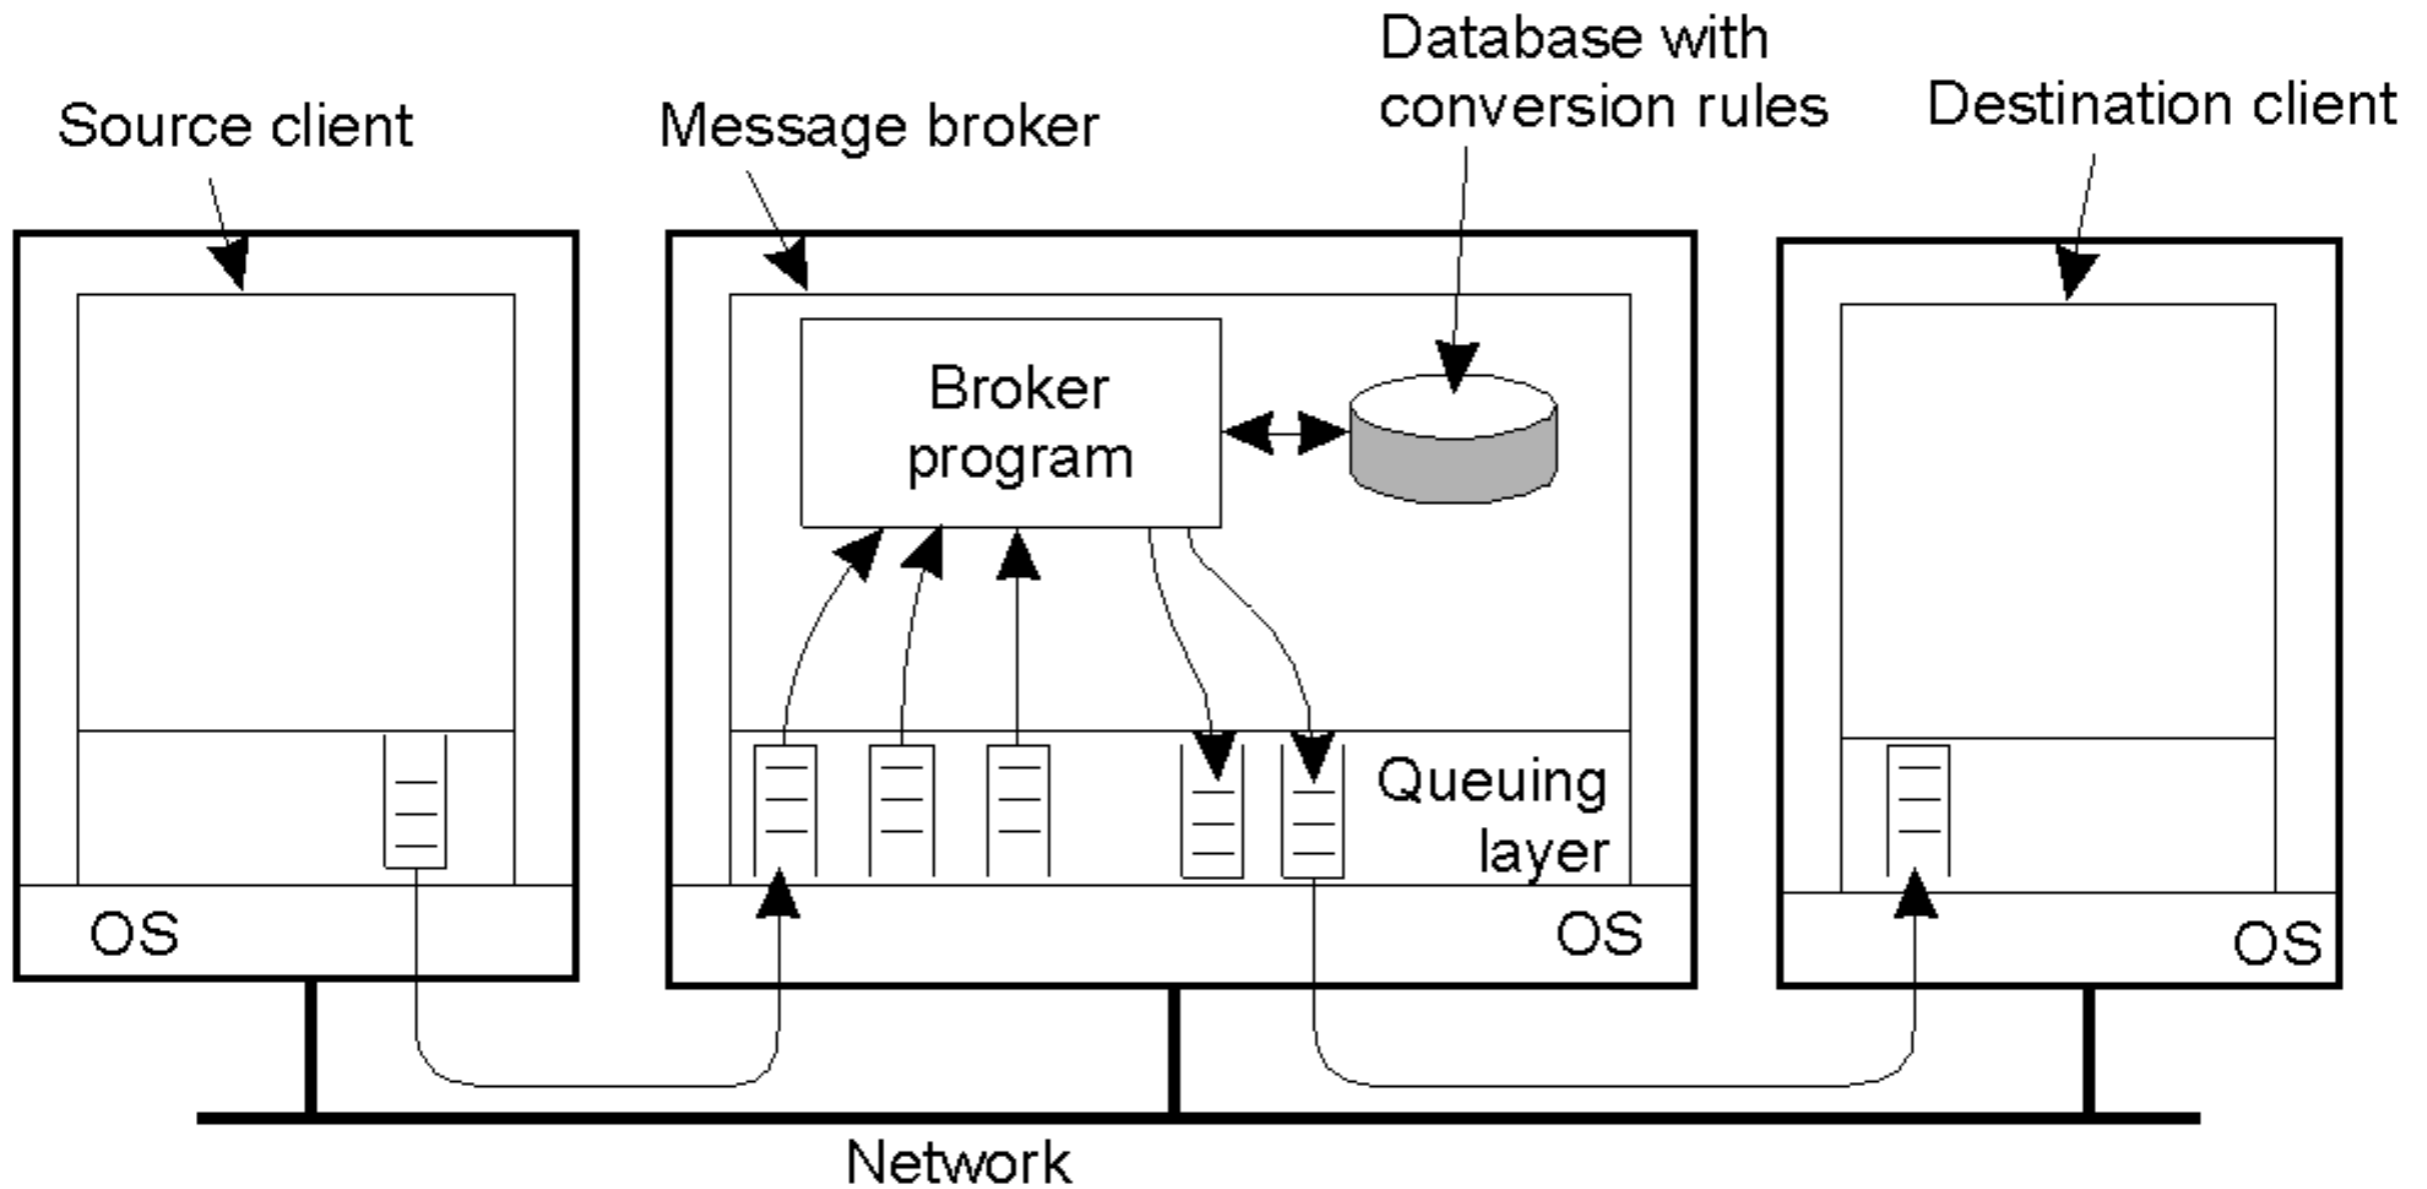 Source client
Message broker
Database with
conversion rules
Destination client
Broker
program
Queuing
layer
OS
OS
OS
Network